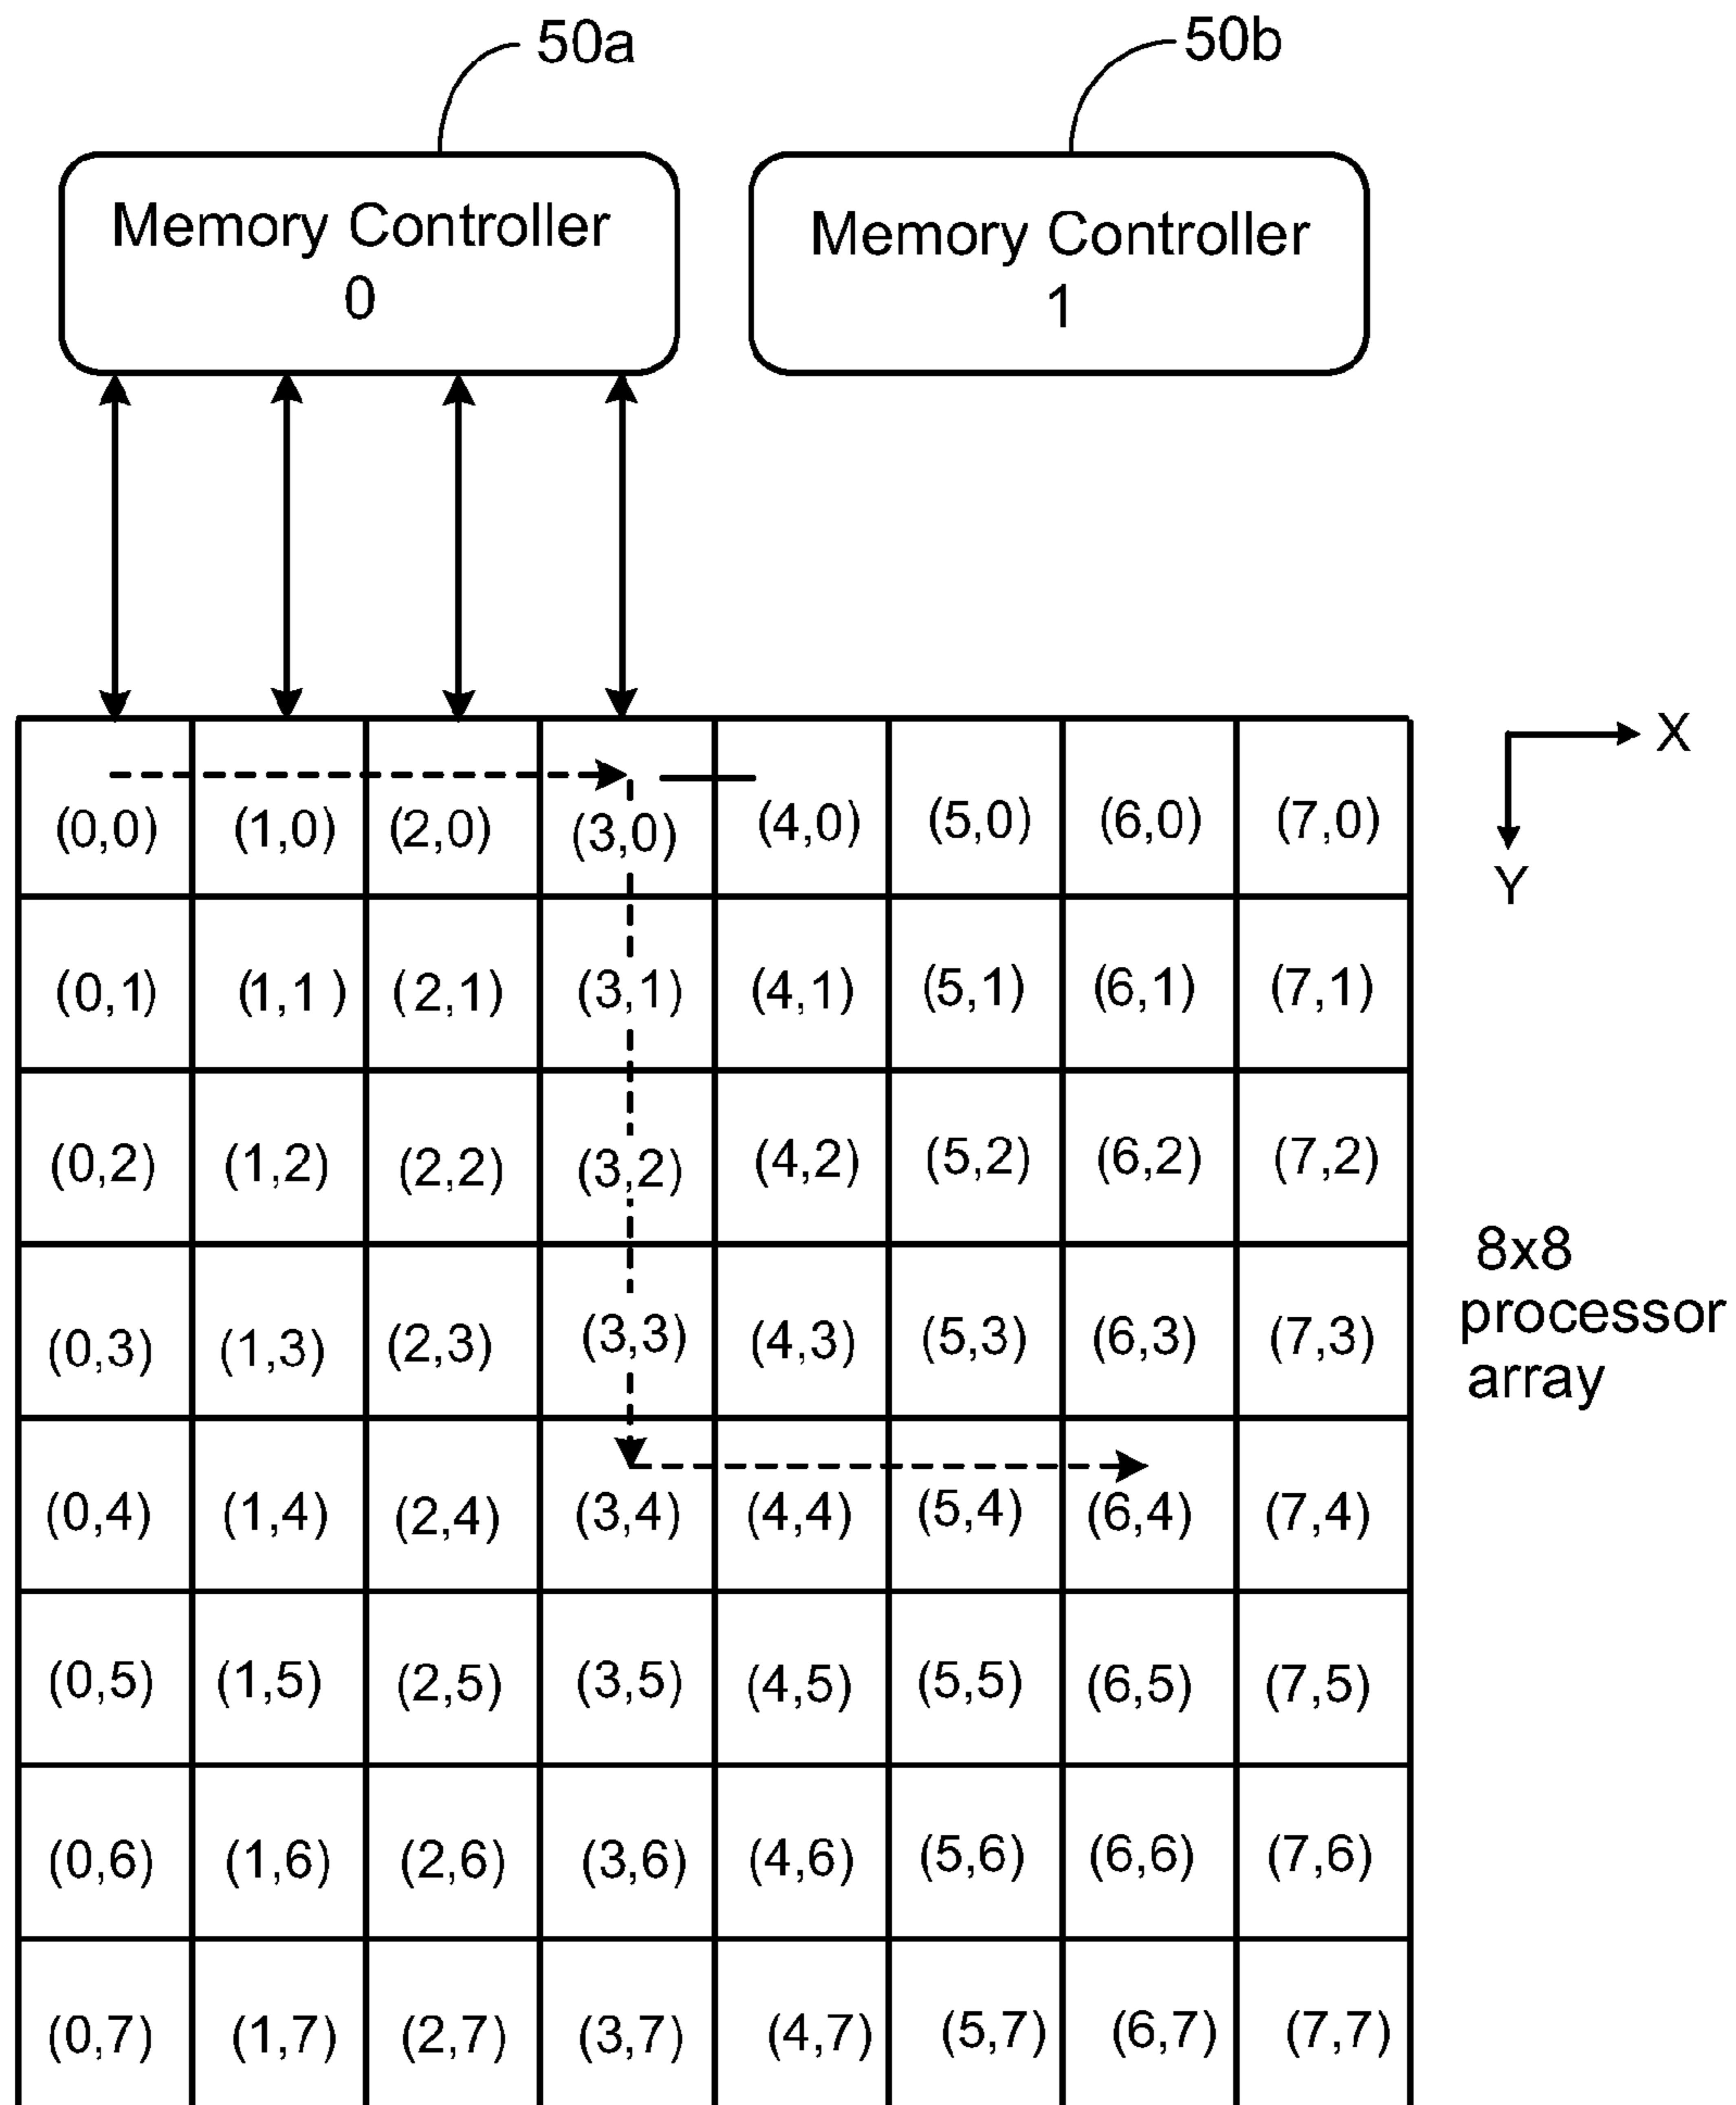 50a
50b
Memory Controller
0
Memory Controller
1
X
Y
(0,0) (1,0) (2,0) (3,0) (4,0) (5,0) (6,0) (7,0)
(0,1) (1,1) (2,1) (3,1) (4,1) (5,1) (6,1) (7,1)
(0,2) (1,2) (2,2) (3,2) (4,2) (5,2) (6,2) (7,2)
8x8
processor
array
(0,3) (1,3) (2,3) (3,3) (4,3) (5,3) (6,3) (7,3)
(0,4) (1,4) (2,4) (3,4) (4,4) (5,4) (6,4) (7,4)
(0,5) (1,5) (2,5) (3,5) (4,5) (5,5) (6,5) (7,5)
(0,6) (1,6) (2,6) (3,6) (4,6) (5,6) (6,6) (7,6)
(0,7) (1,7) (2,7) (3,7) (4,7) (5,7) (6,7) (7,7)